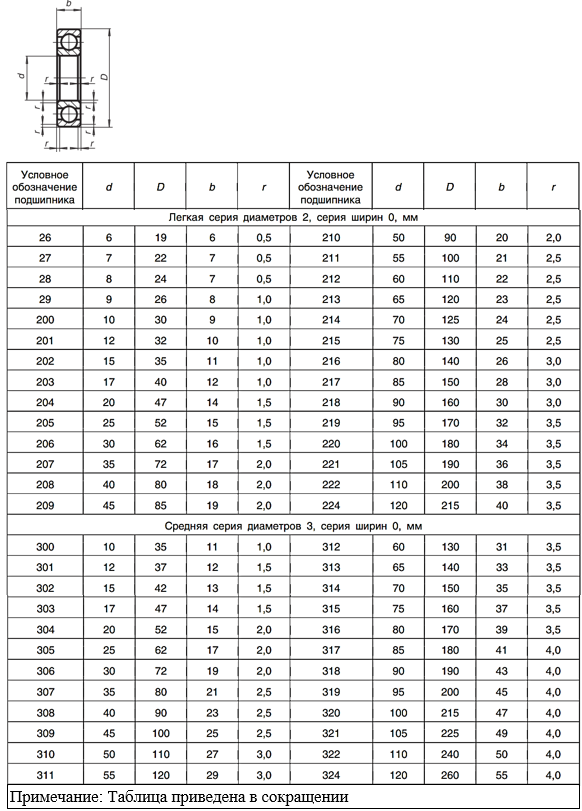 b
d
D
r r
r
r
r
r
r r
Условное обозначение подшипника d D b r Условное обозначение подшипника d D b r
Легкая серия диаметров 2, серия ширин 0, мм
26 6 19 6 0,5 210 50 90 20 2,0
27 7 22 7 0,5 211 55 100 21 2,5
28 8 24 7 0,5 212 60 110 22 2,5
29 9 26 8 1,0 213 65 120 23 2,5
200 10 30 9 1,0 214 70 125 24 2,5
201 12 32 10 1,0 215 75 130 25 2,5
202 15 35 11 1,0 216 80 140 26 3,0
203 17 40 12 1,0 217 85 150 28 3,0
204 20 47 14 1,5 218 90 160 30 3,0
205 25 52 15 1,5 219 95 170 32 3,5
206 30 62 16 1,5 220 100 180 34 3,5
207 35 72 17 2,0 221 105 190 36 3,5
208 40 80 18 2,0 222 110 200 38 3,5
209 45 85 19 2,0 224 120 215 40 3,5
Средняя серия диаметров 3, серия ширин 0, мм
300 10 35 11 1,0 312 60 130 31 3,5
301 12 37 12 1,5 313 65 140 33 3,5
302 15 42 13 1,5 314 70 150 35 3,5
303 17 47 14 1,5 315 75 160 37 3,5
304 20 52 15 2,0 316 80 170 39 3,5
305 25 62 17 2,0 317 85 180 41 4,0
306 30 72 19 2,0 318 90 190 43 4,0
307 35 80 21 2,5 319 95 200 45 4,0
308 40 90 23 2,5 320 100 215 47 4,0
309 45 100 25 2,5 321 105 225 49 4,0
310 50 110 27 3,0 322 110 240 50 4,0
311 55 120 29 3,0 324 120 260 55 4,0
Примечание: Таблица приведена в сокращении